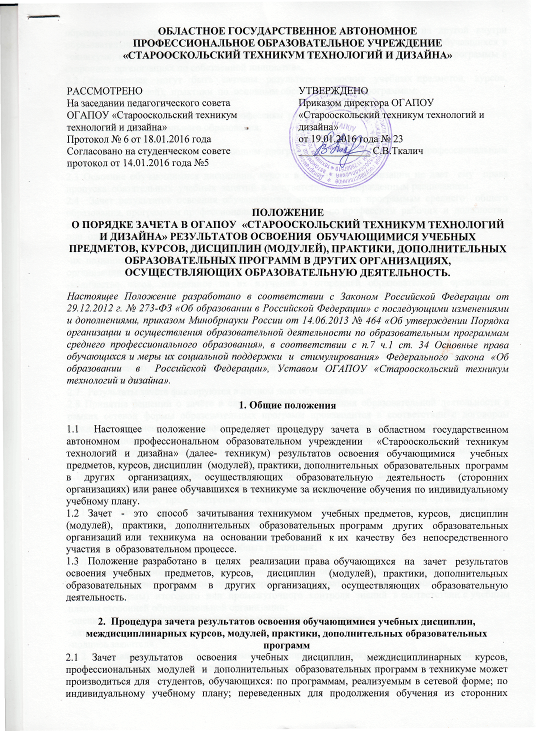 ОБЛАСТНОЕ ГОСУДАРСТВЕННОЕ АВТОНОМНОЕ
ПРОФЕССИОНАЛЬНОЕ ОБРАЗОВАТЕЛЬНОЕ УЧРЕЖДЕНИЕ
«СТАРООСКОЛЬСКИЙ ТЕХНИКУМ ТЕХНОЛОГИЙ И ДИЗАЙНА»
РАССМОТРЕНО
На заседании педагогического совета
ОГАПОУ «Старооскольский техникум
технологий и дизайна»
Протокол № 6 от 18.01.2016 года
Согласовано на студенческом совете
протокол от 14.01.2016 года №5
УТВЕРЖДЕНО
Приказом директора ОГАПОУ
«Старооскольский техникум технологий и
дизайна»
от 19.01.2016 года № 23
С.В.Ткалич
ПОЛОЖЕНИЕ
О ПОРЯДКЕ ЗАЧЕТА В ОГАПОУ «СТАРООСКОЛЬСКИЙ ТЕХНИКУМ ТЕХНОЛОГИЙ
И ДИЗАЙНА» РЕЗУЛЬТАТОВ ОСВОЕНИЯ ОБУЧАЮЩИМИСЯ УЧЕБНЫХ
ПРЕДМЕТОВ, КУРСОВ, ДИСЦИПЛИН (МОДУЛЕЙ), ПРАКТИКИ, ДОПОЛНИТЕЛЬНЫХ
ОБРАЗОВАТЕЛЬНЫХ ПРОГРАММ В ДРУГИХ ОРГАНИЗАЦИЯХ,
ОСУЩЕСТВЛЯЮЩИХ ОБРАЗОВАТЕЛЬНУЮ ДЕЯТЕЛЬНОСТЬ.
Настоящее Положение разработано в соответствии с Законом Российской Федерации от
29.12.2012 г. № 273-ФЗ «Об образовании в Российской Федерации» с последующими изменениями
и дополнениями, приказом Минобрнауки России от 14.06.2013 № 464 «Об утверждении Порядка
организации и осуществления образовательной деятельности по образовательным программам
среднего профессионального образования», в соответствии с п.7 ч.1 ст. 34 Основные права
обучающихся и меры их социальной поддержки и стимулирования» Федерального закона «Об
образовании в Российской Федерации», Уставом ОГАПОУ «Старооскольский техникум
технологий и дизайна».
1. Общие положения
1.1 Настоящее положение определяет процедуру зачета в областном государственном
автономном профессиональном образовательном учреждении «Старооскольский техникум
технологий и дизайна» (далее- техникум) результатов освоения обучающимися учебных
предметов, курсов, дисциплин (модулей), практики, дополнительных образовательных программ
в других организациях, осуществляющих образовательную деятельность (сторонних
организациях) или ранее обучавшихся в техникуме за исключение обучения по индивидуальному
учебному плану.
1.2 Зачет - это способ зачитывания техникумом учебных предметов, курсов, дисциплин
(модулей), практики, дополнительных образовательных программ других образовательных
организаций или техникума на основании требований к их качеству без непосредственного
участия в образовательном процессе.
1.3 Положение разработано в целях реализации права обучающихся на зачет результатов
освоения учебных предметов, курсов, дисциплин (модулей), практики, дополнительных
образовательных программ в других организациях, осуществляющих образовательную
деятельность.
2. Процедура зачета результатов освоения обучающимися учебных дисциплин,
междисциплинарных курсов, модулей, практики, дополнительных образовательных
программ
2.1 Зачет результатов освоения учебных дисциплин, междисциплинарных курсов,
профессиональных модулей и дополнительных образовательных программ в техникуме может
производиться для студентов, обучающихся: по программам, реализуемым в сетевой форме; по
индивидуальному учебному плану; переведенных для продолжения обучения из сторонних